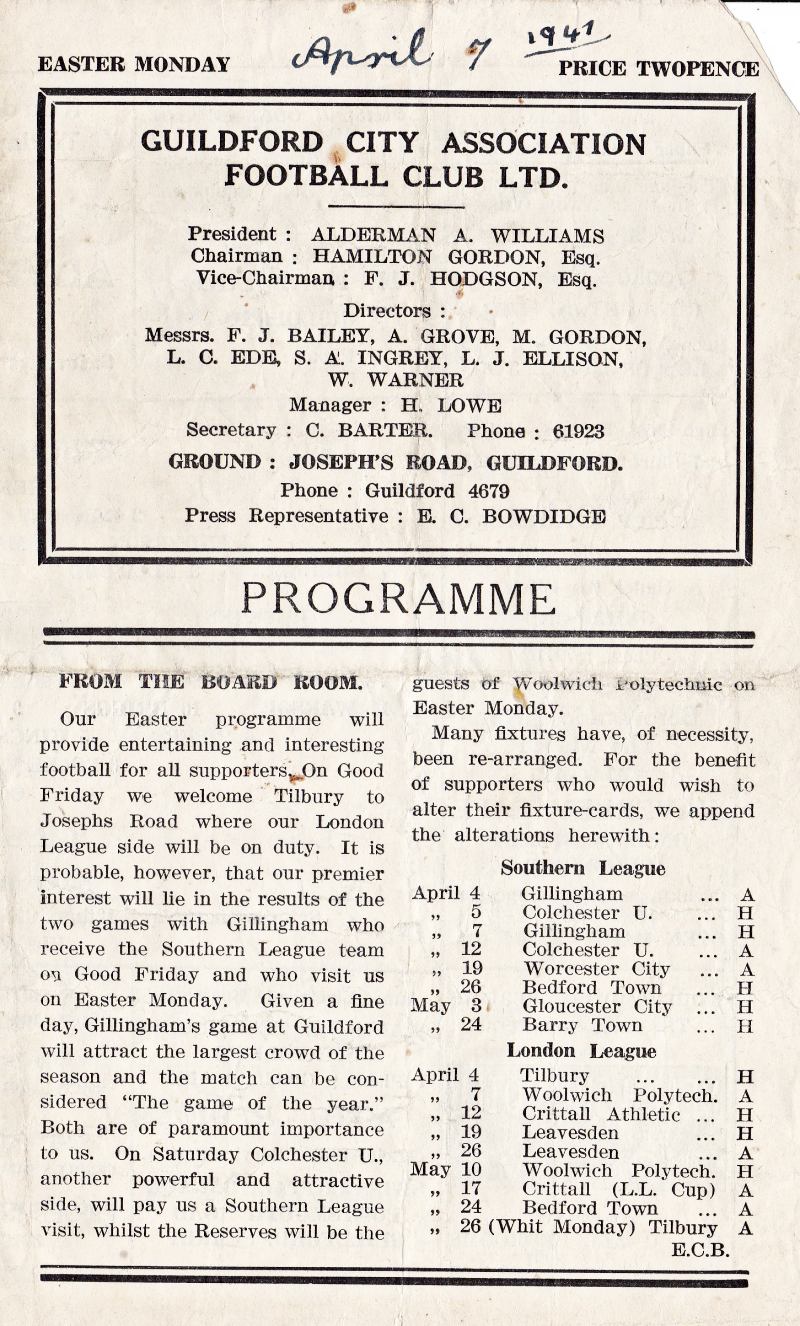 EASTER MONDAY
April 7 1947
PRICE TWOPENCE
GUILDFORD CITY ASSOCIATION
FOOTBALL CLUB LTD.
President : ALDERMAN A. WILLIAMS
Chairman : HAMILTON GORDON, Esq.
Vice-Chairman : F. J. HODGSON, Esq.
Directors :
Messrs. F. J. BAILEY, A. GROVE, M. GORDON,
L. C. EDE, S. A. INGREY, L. J. ELLISON,
W. WARNER
Manager : H. LOWE
Secretary : C. BARTER. Phone : 61923
GROUND : JOSEPH'S ROAD, GUILDFORD.
Phone : Guildford 4679
Press Representative : E. C. BOWDIDGE
PROGRAMME
FROM THE BOARD ROOM.
Our Easter programme will
provide entertaining and interesting
football for all supporters. On Good
Friday we welcome Tilbury to
Josephs Road where our London
League side will be on duty. It is
probable, however, that our premier
interest will lie in the results of the
two games with Gillingham who
receive the Southern League team
on Good Friday and who visit us
on Easter Monday. Given a fine
day, Gillingham's game at Guildford
will attract the largest crowd of the
season and the match can be con-
sidered "The game of the year."
Both are of paramount importance
to us. On Saturday Colchester U.,
another powerful and attractive
side, will pay us a Southern League
visit, whilst the Reserves will be the
guests of Woolwich Polytechnic on
Easter Monday.
Many fixtures have, of necessity,
been re-arranged. For the benefit
of supporters who would wish to
alter their fixture-cards, we append
the alterations herewith :
Southern League
April 4 Gillingham ... A
„ 5 Colchester U. ... H
„ 7 Gillingham ... H
„ 12 Colchester U. ... A
„ 19 Worcester City ... A
„ 26 Bedford Town ... H
May 3 Gloucester City ... H
„ 24 Barry Town ... H
London League
April 4 Tilbury ... ... H
„ 7 Woolwich Polytech. A
„ 12 Crittall Athletic ... H
„ 19 Leavesden ... H
„ 26 Leavesden ... A
May 10 Woolwich Polytech. H
„ 17 Crittall (L.L. Cup) A
„ 24 Bedford Town ... A
„ 26 (Whit Monday) Tilbury A
E.C.B.